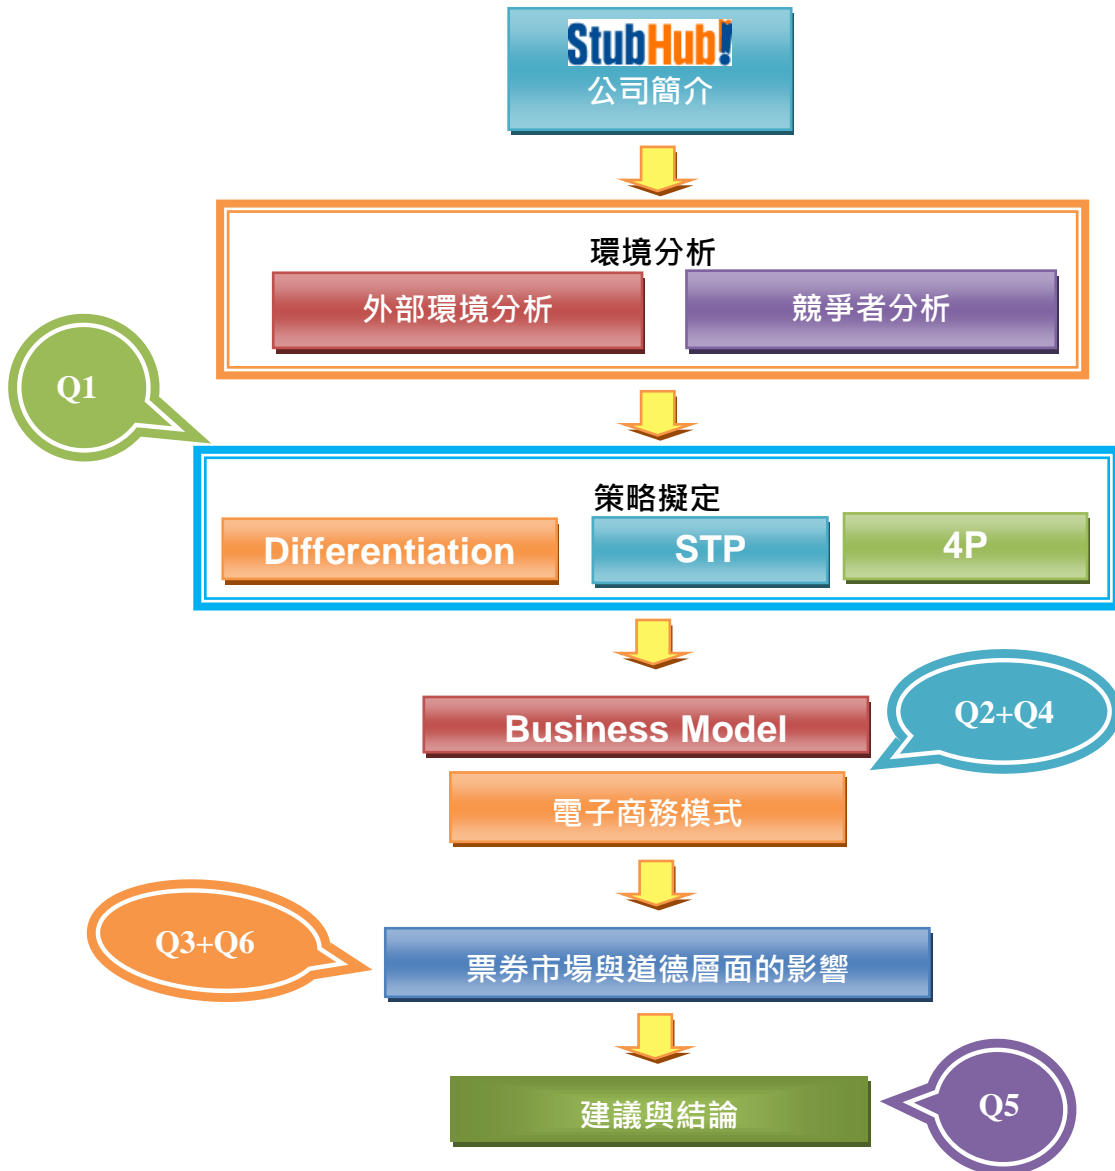 StubHub!
公司簡介
環境分析
外部環境分析
競爭者分析
Q1
策略擬定
Differentiation
STP
4P
Business Model
Q2+Q4
電子商務模式
Q3+Q6
票券市場與道德層面的影響
建議與結論
Q5